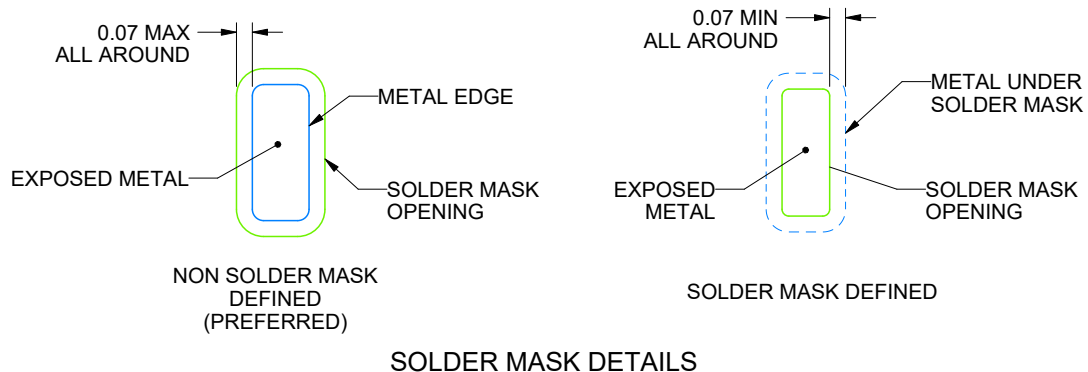 0.07 MAX
ALL AROUND
METAL EDGE
EXPOSED METAL
SOLDER MASK
OPENING
NON SOLDER MASK
DEFINED
(PREFERRED)
0.07 MIN
ALL AROUND
METAL UNDER
SOLDER MASK
EXPOSED
METAL
SOLDER MASK
OPENING
SOLDER MASK DEFINED
SOLDER MASK DETAILS